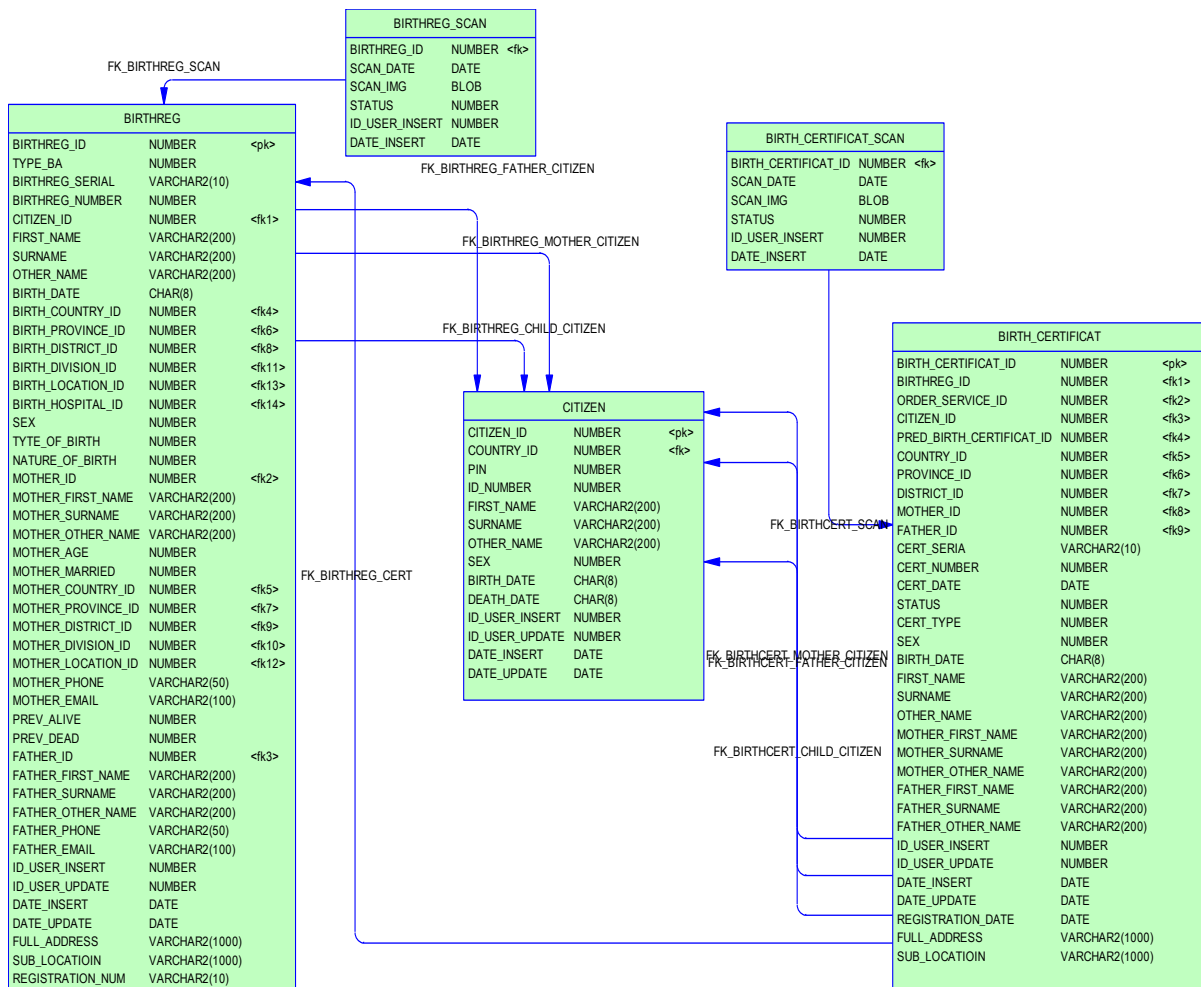 BIRTHREG_SCAN
BIRTHREG_ID NUMBER <fk>
SCAN_DATE DATE
SCAN_IMG BLOB
STATUS NUMBER
ID_USER_INSERT NUMBER
DATE_INSERT DATE
FK_BIRTHREG_SCAN
BIRTHREG
BIRTHREG_ID NUMBER <pk>
TYPE_BA NUMBER
BIRTHREG_SERIAL VARCHAR2(10)
BIRTHREG_NUMBER NUMBER
CITIZEN_ID NUMBER <fk1>
FIRST_NAME VARCHAR2(200)
SURNAME VARCHAR2(200)
OTHER_NAME VARCHAR2(200)
BIRTH_DATE CHAR(8)
BIRTH_COUNTRY_ID NUMBER <fk4>
BIRTH_PROVINCE_ID NUMBER <fk6>
BIRTH_DISTRICT_ID NUMBER <fk8>
BIRTH_DIVISION_ID NUMBER <fk11>
BIRTH_LOCATION_ID NUMBER <fk13>
BIRTH_HOSPITAL_ID NUMBER <fk14>
SEX NUMBER
TYTE_OF_BIRTH NUMBER
NATURE_OF_BIRTH NUMBER
MOTHER_ID NUMBER <fk2>
MOTHER_FIRST_NAME VARCHAR2(200)
MOTHER_SURNAME VARCHAR2(200)
MOTHER_OTHER_NAME VARCHAR2(200)
MOTHER_AGE NUMBER
MOTHER_MARRIED NUMBER
MOTHER_COUNTRY_ID NUMBER <fk5>
MOTHER_PROVINCE_ID NUMBER <fk7>
MOTHER_DISTRICT_ID NUMBER <fk9>
MOTHER_DIVISION_ID NUMBER <fk10>
MOTHER_LOCATION_ID NUMBER <fk12>
MOTHER_PHONE VARCHAR2(50)
MOTHER_EMAIL VARCHAR2(100)
PREV_ALIVE NUMBER
PREV_DEAD NUMBER
FATHER_ID NUMBER <fk3>
FATHER_FIRST_NAME VARCHAR2(200)
FATHER_SURNAME VARCHAR2(200)
FATHER_OTHER_NAME VARCHAR2(200)
FATHER_PHONE VARCHAR2(50)
FATHER_EMAIL VARCHAR2(100)
ID_USER_INSERT NUMBER
ID_USER_UPDATE NUMBER
DATE_INSERT DATE
DATE_UPDATE DATE
FULL_ADDRESS VARCHAR2(1000)
SUB_LOCATIOIN VARCHAR2(1000)
REGISTRATION_NUM VARCHAR2(10)
FK_BIRTHREG_FATHER_CITIZEN
FK_BIRTHREG_MOTHER_CITIZEN
FK_BIRTHREG_CHILD_CITIZEN
FK_BIRTHREG_CERT
CITIZEN
CITIZEN_ID NUMBER <pk>
COUNTRY_ID NUMBER <fk>
PIN NUMBER
ID_NUMBER NUMBER
FIRST_NAME VARCHAR2(200)
SURNAME VARCHAR2(200)
OTHER_NAME VARCHAR2(200)
SEX NUMBER
BIRTH_DATE CHAR(8)
DEATH_DATE CHAR(8)
ID_USER_INSERT NUMBER
ID_USER_UPDATE NUMBER
DATE_INSERT DATE
DATE_UPDATE DATE
BIRTH_CERTIFICAT_SCAN
BIRTH_CERTIFICAT_ID NUMBER <fk>
SCAN_DATE DATE
SCAN_IMG BLOB
STATUS NUMBER
ID_USER_INSERT NUMBER
DATE_INSERT DATE
FK_BIRTHCERT_SCAN
FK_BIRTHCERT_MOTHER_CITIZEN
FK_BIRTHCERT_FATHER_CITIZEN
FK_BIRTHCERT_CHILD_CITIZEN
BIRTH_CERTIFICAT
BIRTH_CERTIFICAT_ID NUMBER <pk>
BIRTHREG_ID NUMBER <fk1>
ORDER_SERVICE_ID NUMBER <fk2>
CITIZEN_ID NUMBER <fk3>
PRED_BIRTH_CERTIFICAT_ID NUMBER <fk4>
COUNTRY_ID NUMBER <fk5>
PROVINCE_ID NUMBER <fk6>
DISTRICT_ID NUMBER <fk7>
MOTHER_ID NUMBER <fk8>
FATHER_ID NUMBER <fk9>
CERT_SERIA VARCHAR2(10)
CERT_NUMBER NUMBER
CERT_DATE DATE
STATUS NUMBER
CERT_TYPE NUMBER
SEX NUMBER
BIRTH_DATE CHAR(8)
FIRST_NAME VARCHAR2(200)
SURNAME VARCHAR2(200)
OTHER_NAME VARCHAR2(200)
MOTHER_FIRST_NAME VARCHAR2(200)
MOTHER_SURNAME VARCHAR2(200)
MOTHER_OTHER_NAME VARCHAR2(200)
FATHER_FIRST_NAME VARCHAR2(200)
FATHER_SURNAME VARCHAR2(200)
FATHER_OTHER_NAME VARCHAR2(200)
ID_USER_INSERT NUMBER
ID_USER_UPDATE NUMBER
DATE_INSERT DATE
DATE_UPDATE DATE
REGISTRATION_DATE DATE
FULL_ADDRESS VARCHAR2(1000)
SUB_LOCATIOIN VARCHAR2(1000)